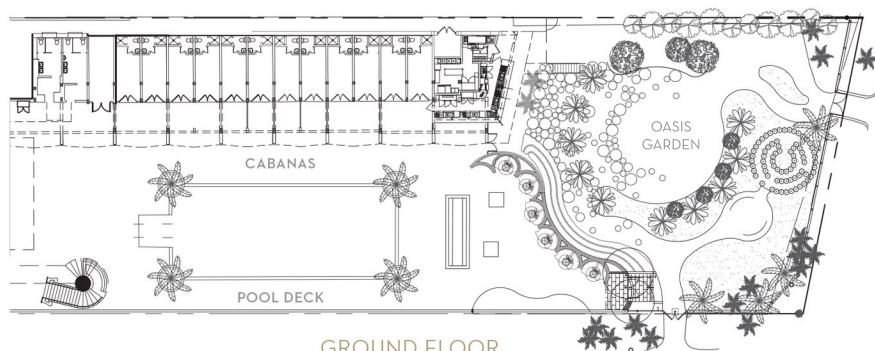 OASIS
GARDEN
CABANAS
POOL DECK
GROUND FLOOR